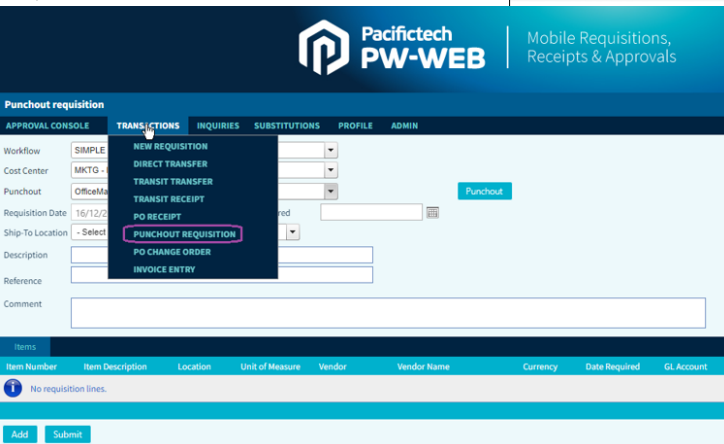 Pacifictech
PW-WEB
Mobile Requisitions,
Receipts & Approvals
Punchout requisition
APPROVAL CONSOLE TRANSACTIONS INQUIRIES SUBSTITUTIONS PROFILE ADMIN
NEW REQUISITION
DIRECT TRANSFER
TRANSIT TRANSFER
TRANSIT RECEIPT
PO RECEIPT
PUNCHOUT REQUISITION
PO CHANGE ORDER
INVOICE ENTRY
Workflow SIMPLE
Cost Center MKTG -
Punchout OfficeMa Punchout
Requisition Date 16/12/2 red
Ship-To Location - Select
Description
Reference
Comment
Items
Item Number Item Description Location Unit of Measure Vendor Vendor Name Currency Date Required GL Account
No requisition lines.
Add Submit